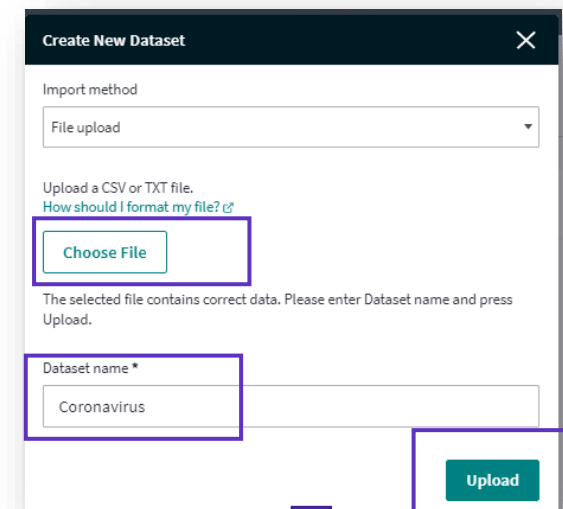 Create New Dataset
Import method
File upload
Upload a CSV or TXT file.
How should I format my file?
Choose File
The selected file contains correct data. Please enter Dataset name and press
Upload.
Dataset name *
Coronavirus
Upload